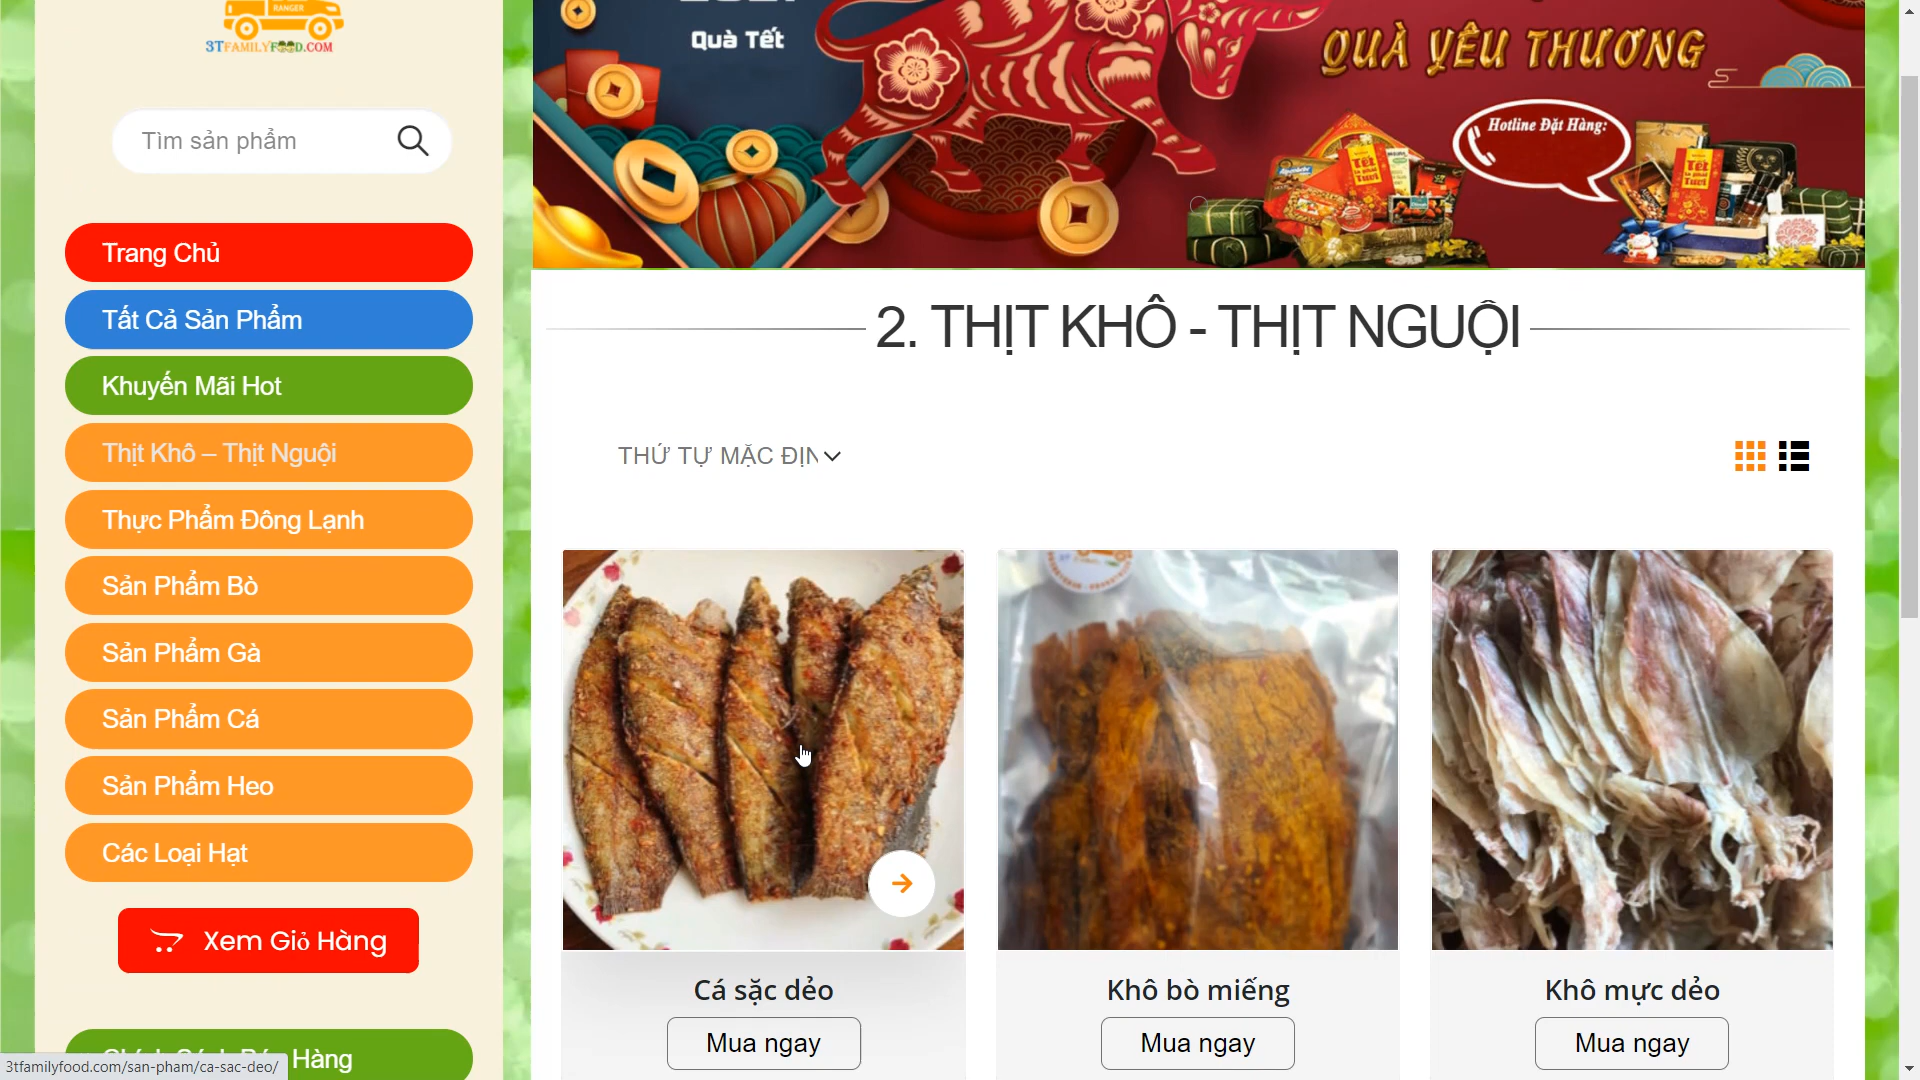 RANGER
3TFAMILYFOOD.COM
Tìm sản phẩm
Trang Chủ
Tất Cả Sản Phẩm
Khuyến Mãi Hot
Thịt Khô – Thịt Nguội
Thực Phẩm Đông Lạnh
Sản Phẩm Bò
Sản Phẩm Gà
Sản Phẩm Cá
Sản Phẩm Heo
Các Loại Hạt
Xem Giỏ Hàng
Hàng
3tfamilyfood.com/san-pham/ca-sac-deo/
Quà Tết
QUÀ YÊU THƯƠNG
Hotline Đặt Hàng:
Tết
Tết
2. THỊT KHÔ - THỊT NGUỘI
THỨ TỰ MẶC ĐỊN
Cá sặc dẻo
Mua ngay
Khô bò miếng
Mua ngay
Khô mực dẻo
Mua ngay